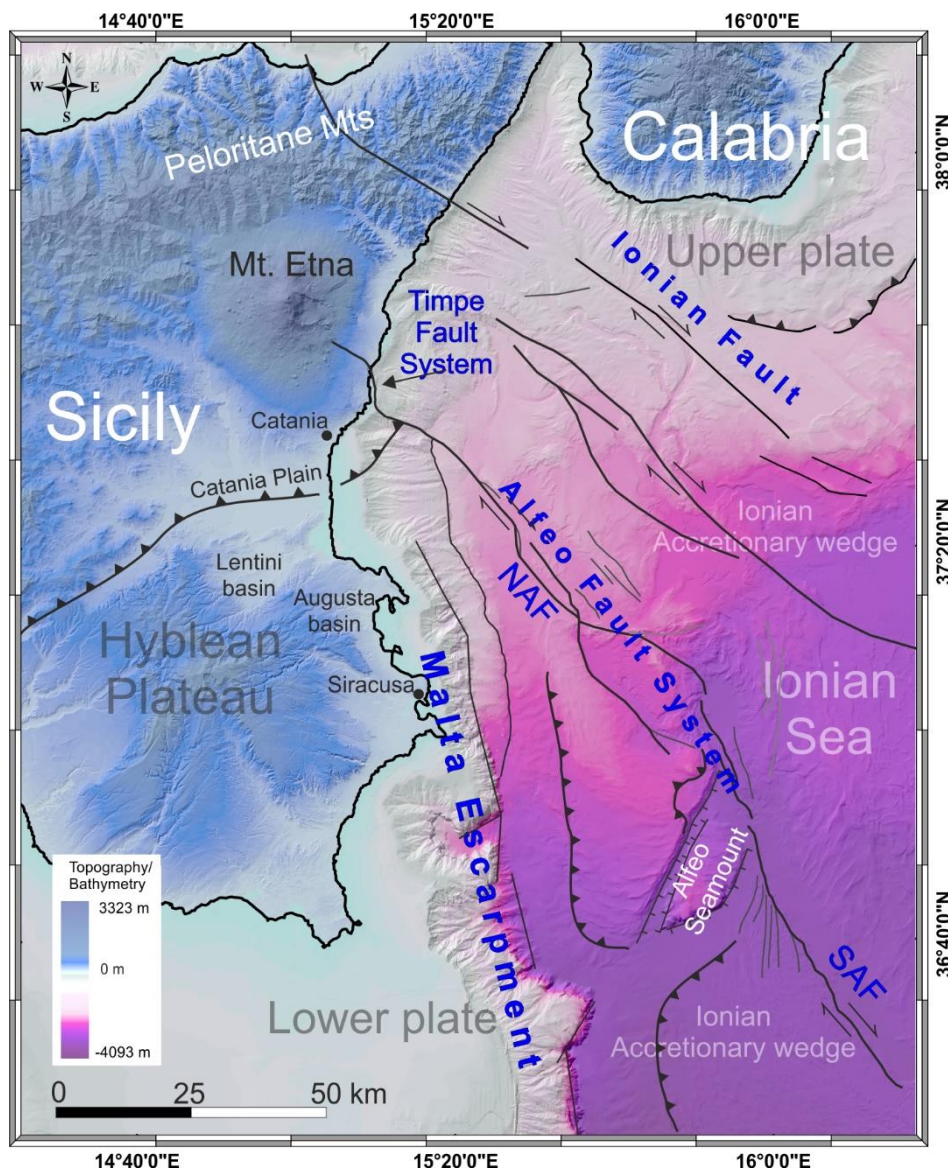 14°40'0"E 15°20'0"E 16°0'0"E
N
W E
S
Peloritane Mts
Calabria
38°0'0"N
Mt. Etna
Upper plate
Ionian Fault
Timpe
Fault
System
Sicily
Catania
Catania Plain
Alfeo Fault System
Ionian
Accretionary wedge
37°20'0"N
Lentini
basin
NAF
Augusta
basin
Hyblean
Plateau
Siracusa
Malta Escarpment
Ionian
Sea
Alfeo
Seamount
Topography/
Bathymetry
3323 m
0 m
-4093 m
36°40'0"N
SAF
Lower plate
Ionian
Accretionary wedge
0 25 50 km
14°40'0"E 15°20'0"E 16°0'0"E